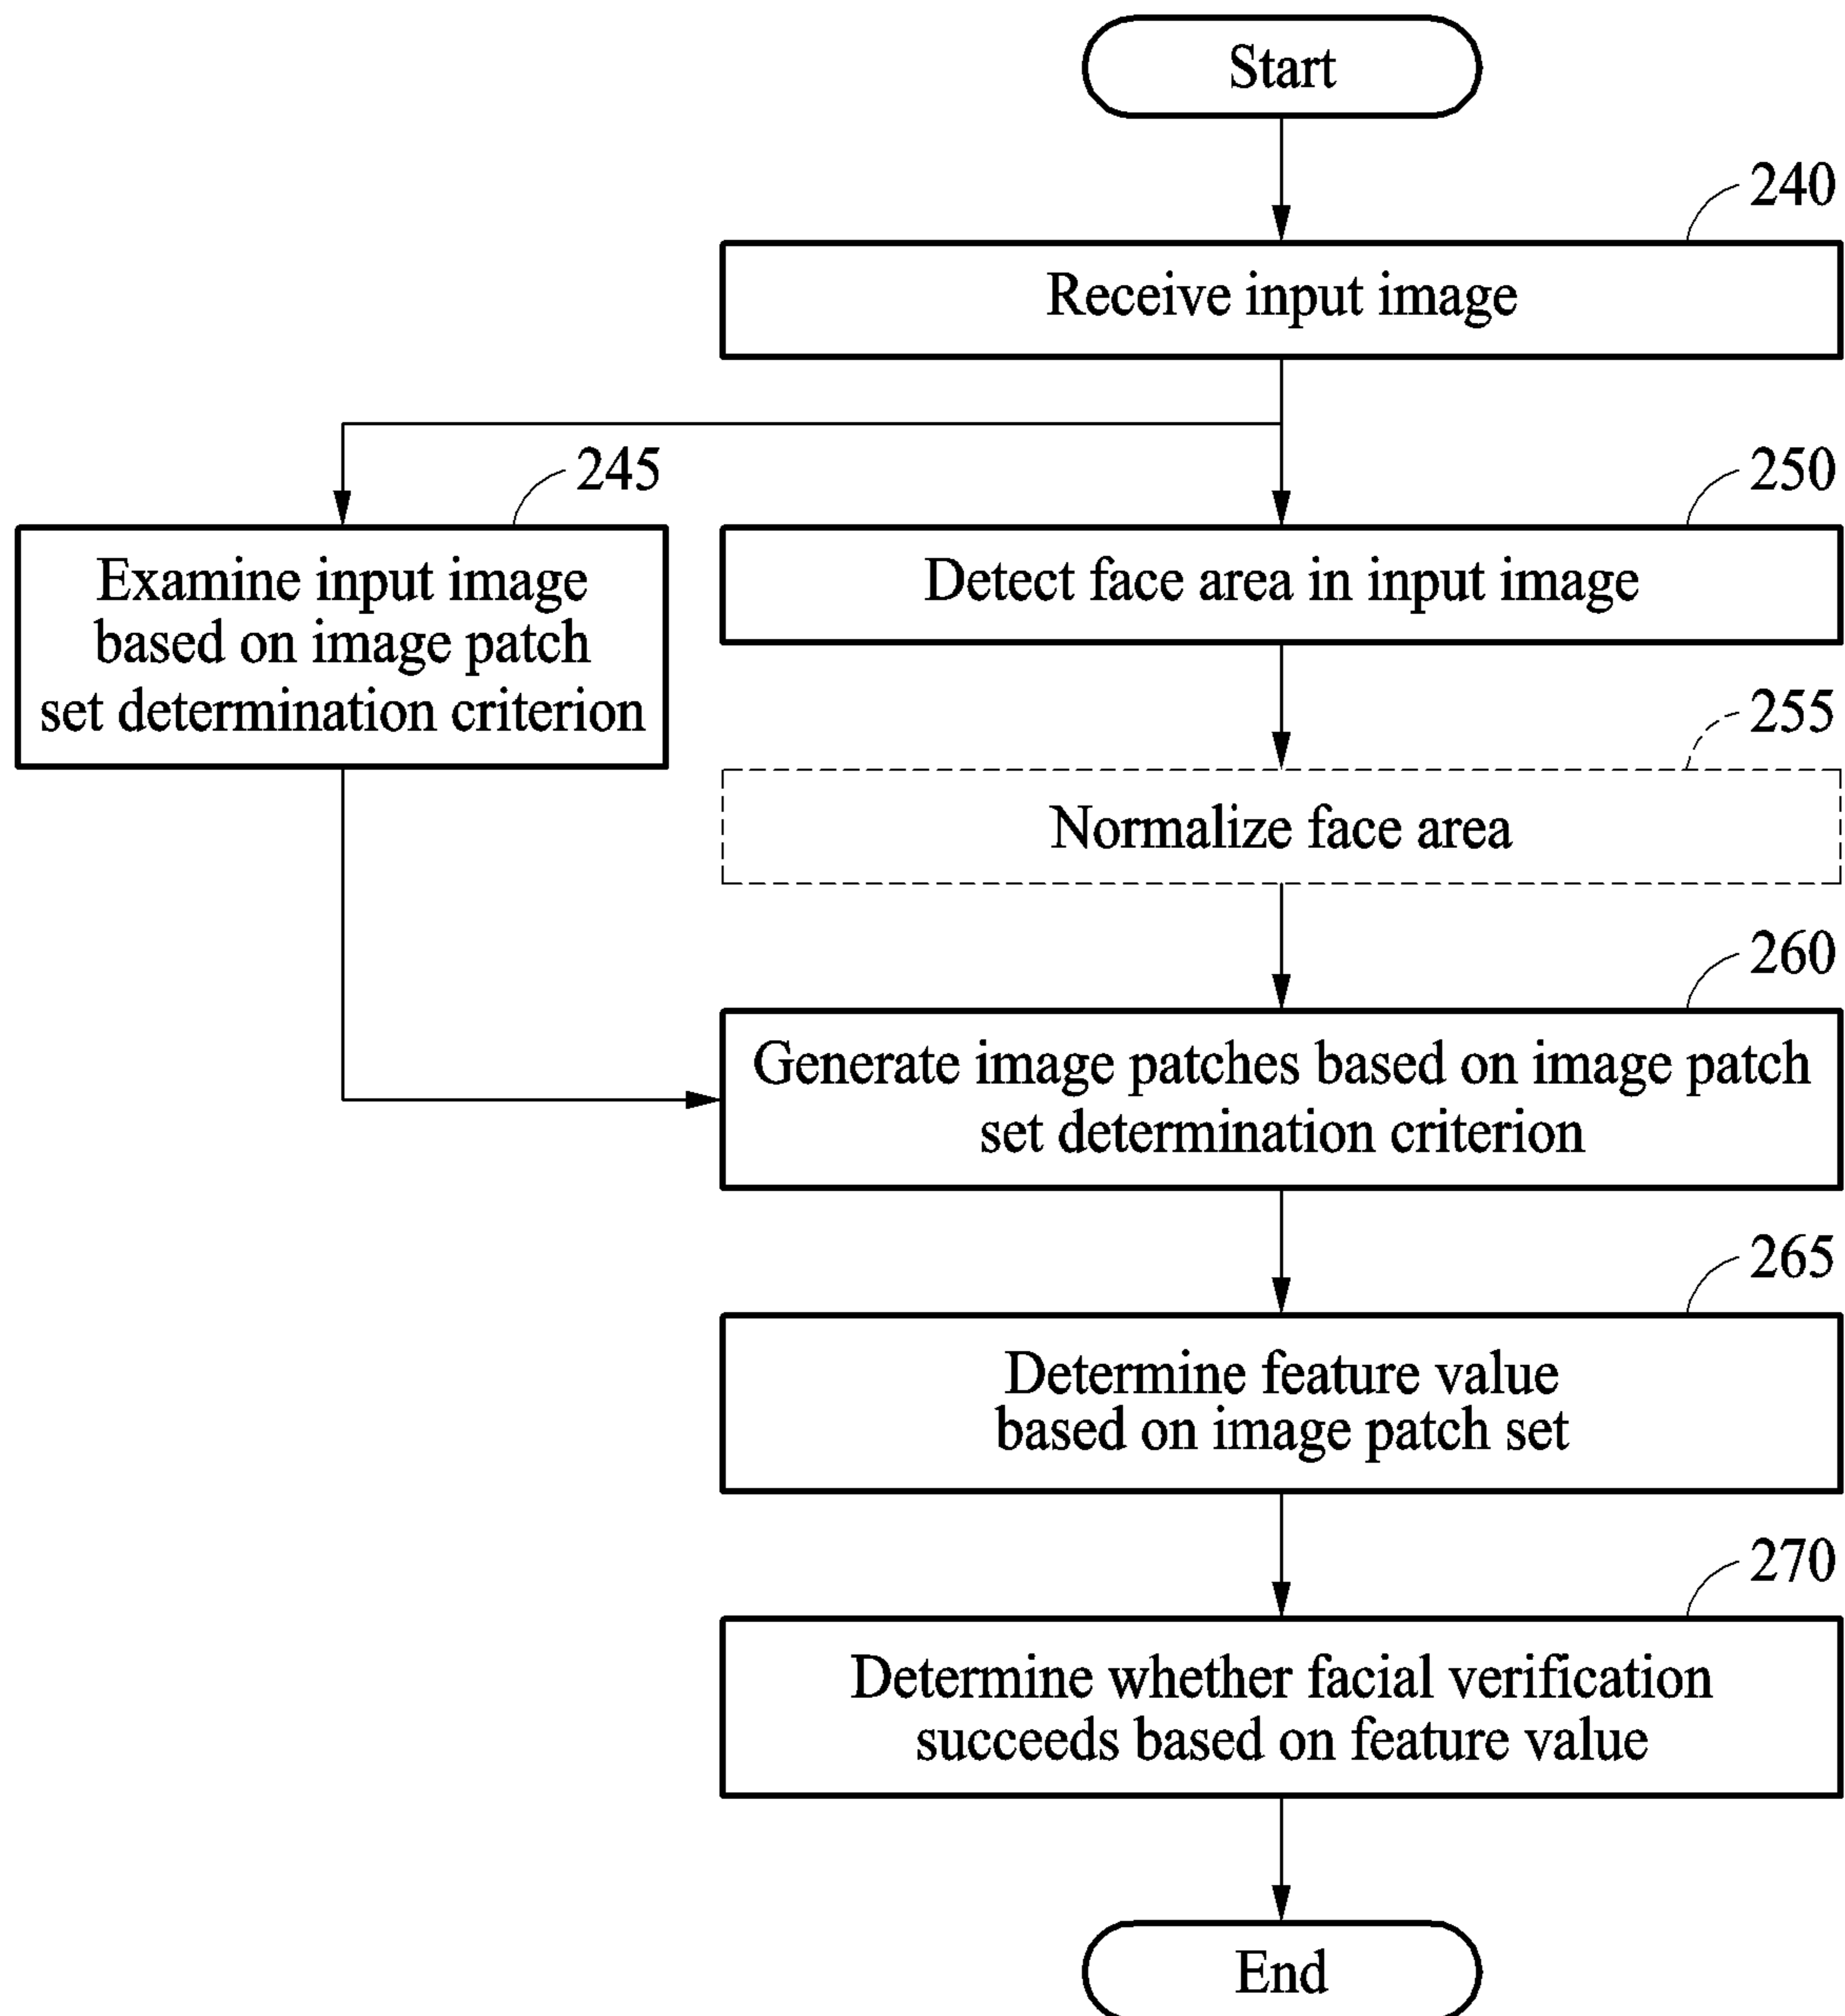 Start
240
Receive input image
245
Examine input image
based on image patch
set determination criterion
250
Detect face area in input image
255
Normalize face area
260
Generate image patches based on image patch
set determination criterion
265
Determine feature value
based on image patch set
270
Determine whether facial verification
succeeds based on feature value
End